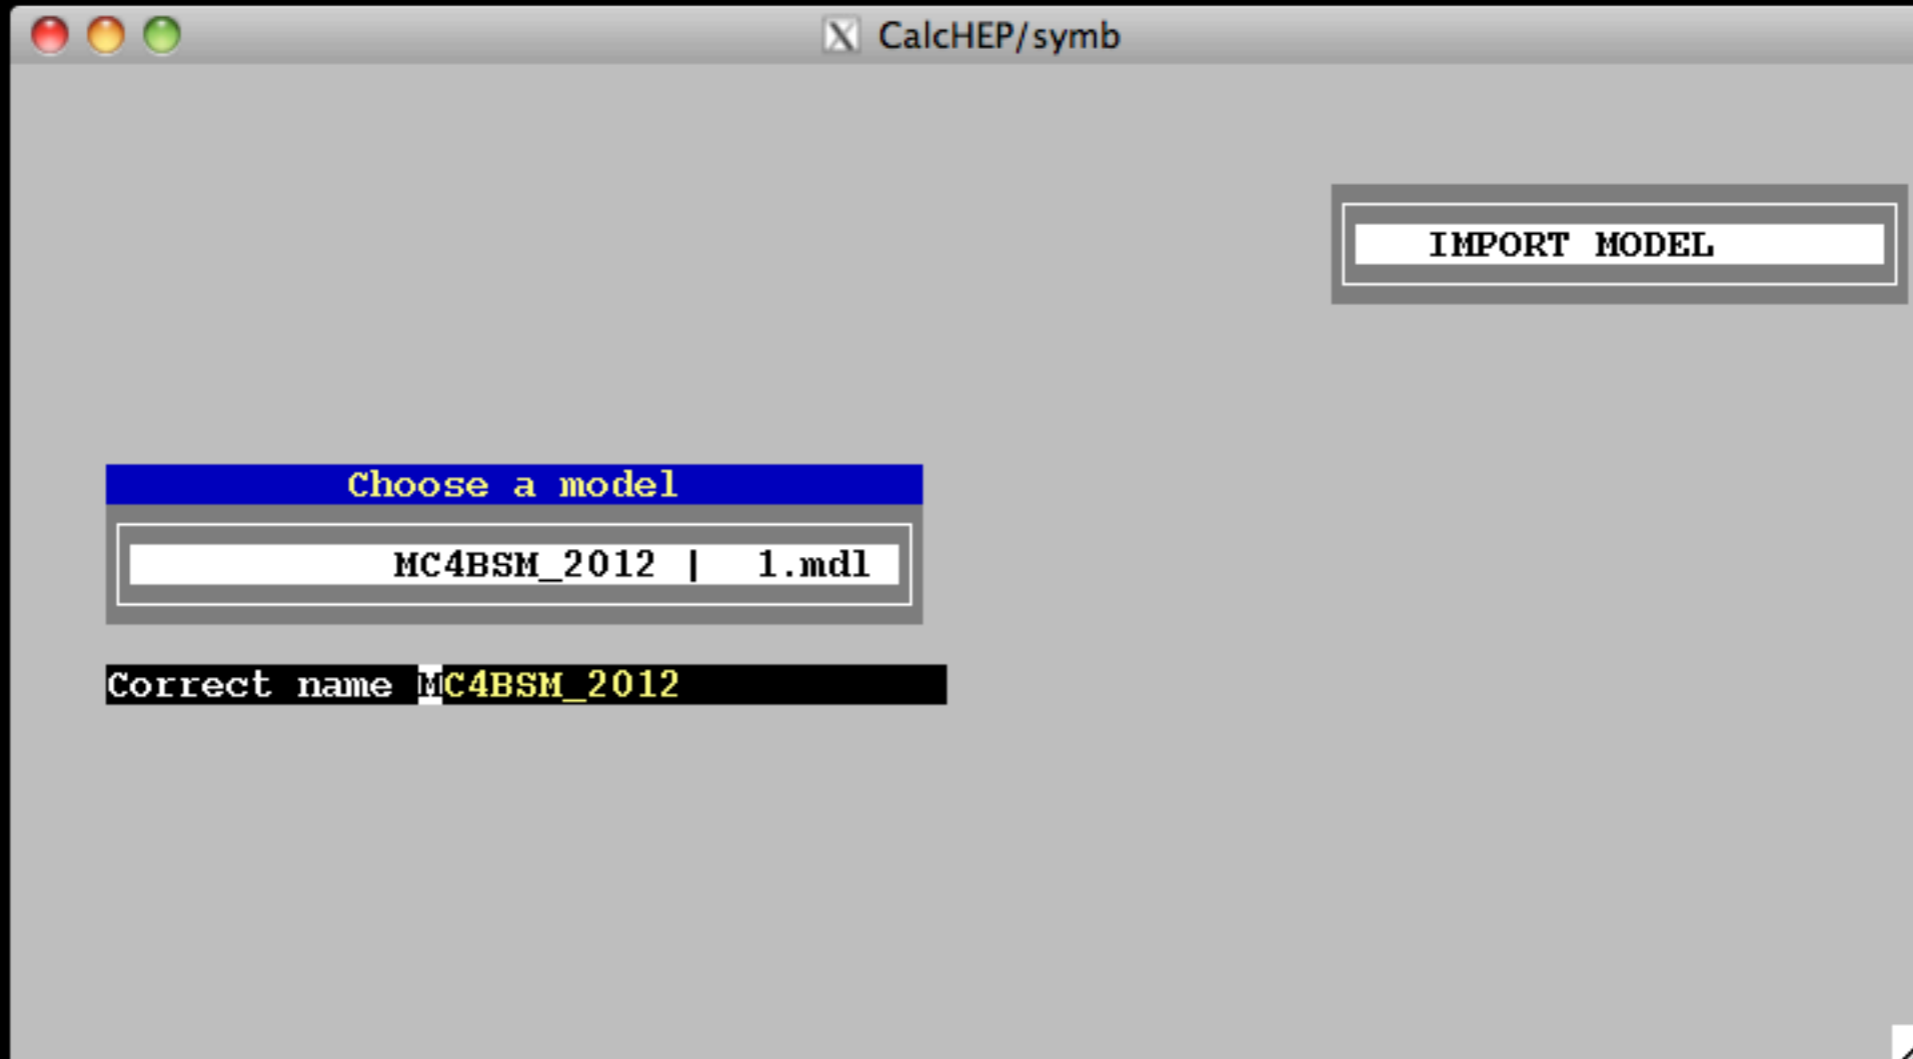 CalcHEP/symb
IMPORT MODEL
Choose a model
MC4BSM_2012 | 1.mdl
Correct name MC4BSM_2012